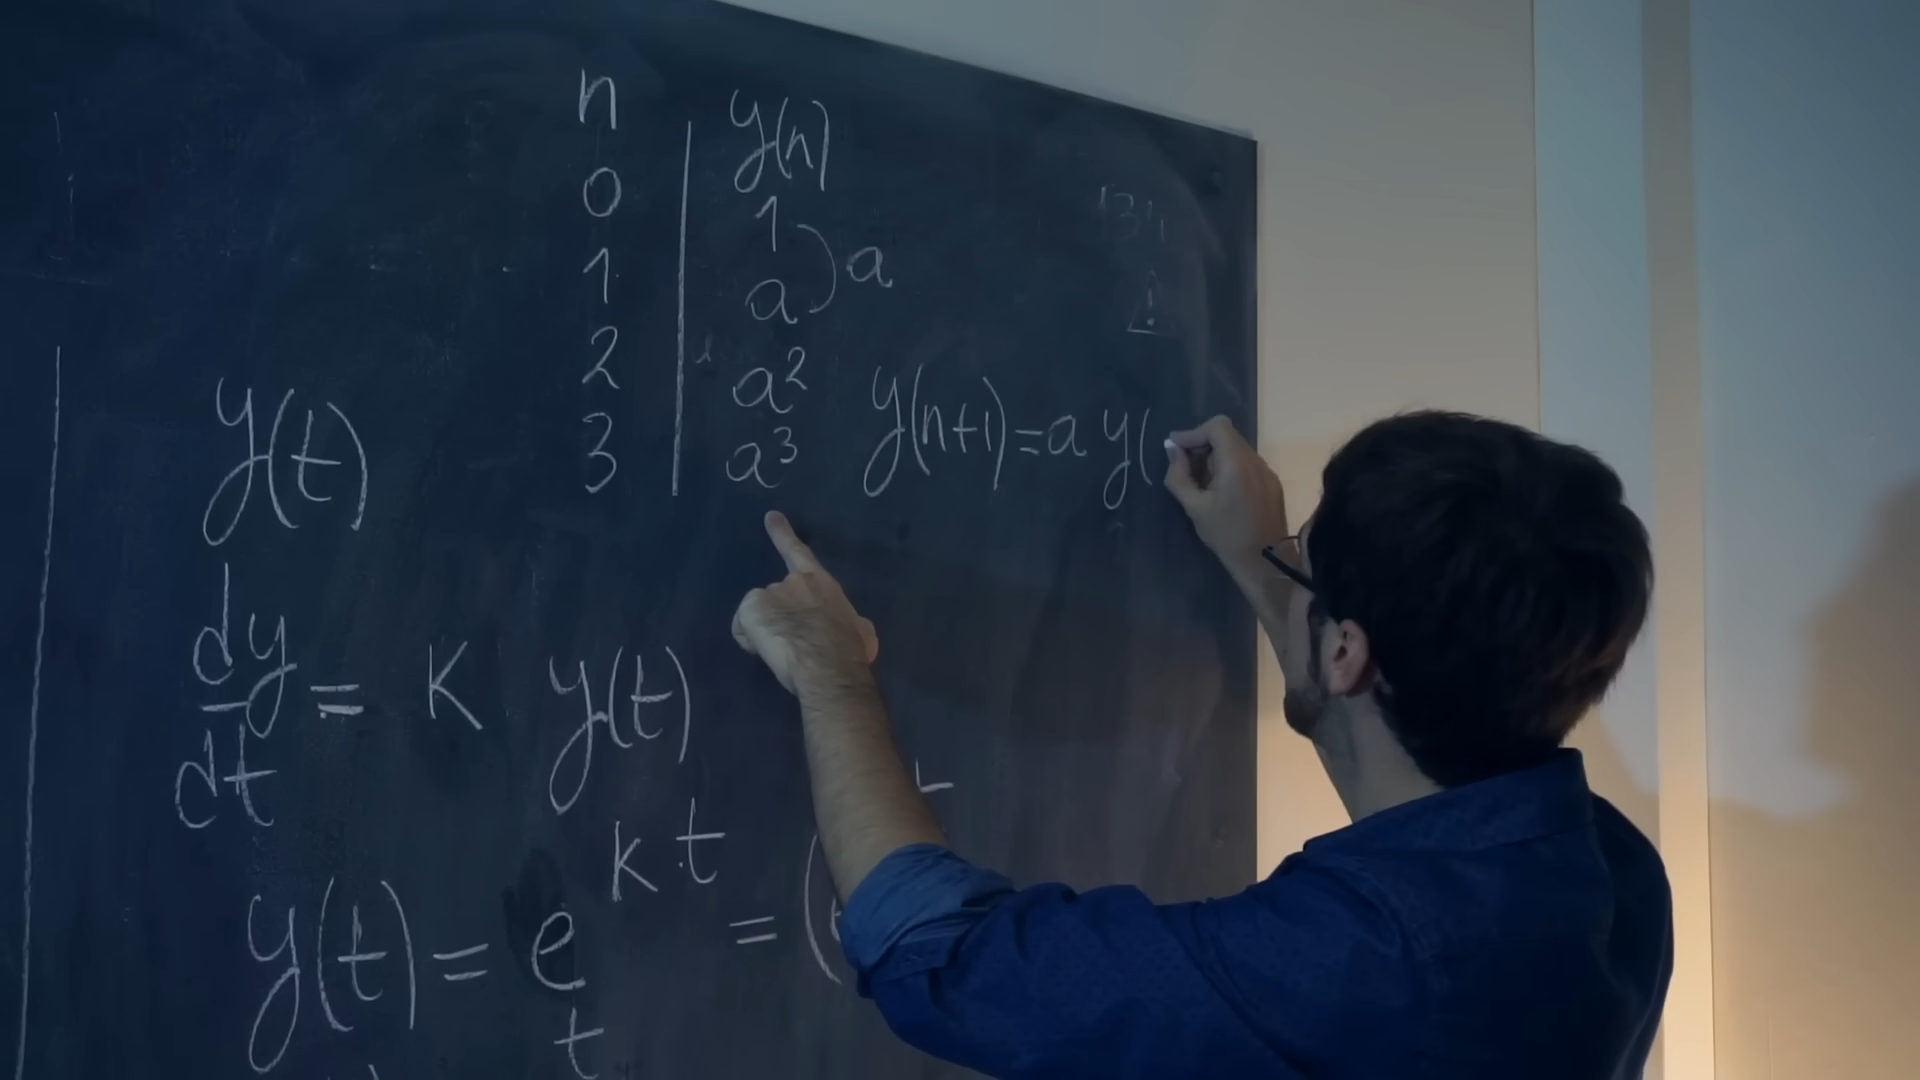 n y(n)
0 1
1 a ) a
2 a²
3 a³ y(n+1)=a y(
y(t)
dy/dt = K y(t)
y(t) = e^{kt} = (
t